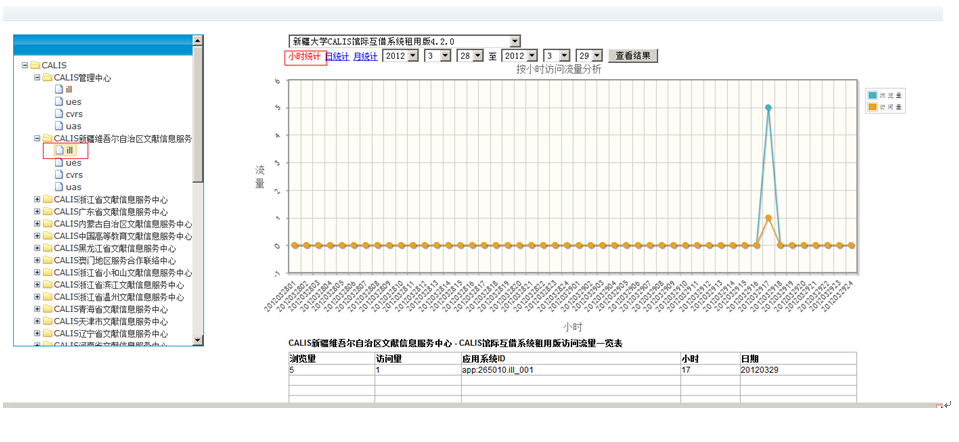 CALIS
CALIS管理中心
ill
ues
cvrs
uas
CALIS新疆维吾尔自治区文献信息服务
ill
ues
cvrs
uas
CALIS浙江省文献信息服务中心
CALIS广东省文献信息服务中心
CALIS内蒙古自治区文献信息服务中心
CALIS中国高等教育文献信息服务中心
CALIS黑龙江省文献信息服务中心
CALIS澳门地区服务合作联络中心
CALIS浙江省小和山文献信息服务中心
CALIS浙江省滨江文献信息服务中心
CALIS浙江省温州文献信息服务中心
CALIS青海省文献信息服务中心
CALIS天津市文献信息服务中心
CALIS辽宁省文献信息服务中心
CALIS河南省文献信息服务中心
新疆大学CALIS馆际互借系统租用版4.2.0
小时统计 日统计 月统计 2012 3 28 至 2012 3 29 查看结果
按小时访问流量分析
浏览量
访问量
流量
6
5
4
3
2
1
0
-1
2012032801 2012032802 2012032803 2012032804 2012032805 2012032806 2012032807 2012032808 2012032809 2012032810 2012032811 2012032812 2012032813 2012032814 2012032815 2012032816 2012032817 2012032818 2012032819 2012032820 2012032821 2012032822 2012032823 2012032824 2012032901 2012032902 2012032903 2012032904 2012032905 2012032906 2012032907 2012032908 2012032909 2012032910 2012032911 2012032912 2012032913 2012032914 2012032915 2012032916 2012032917 2012032918 2012032919 2012032920 2012032921 2012032922 2012032923 2012032924
小时
CALIS新疆维吾尔自治区文献信息服务中心 - CALIS馆际互借系统租用版访问流量一览表
浏览量 访问量 应用系统ID 小时 日期
5 1 app:265010.ill_001 17 20120329